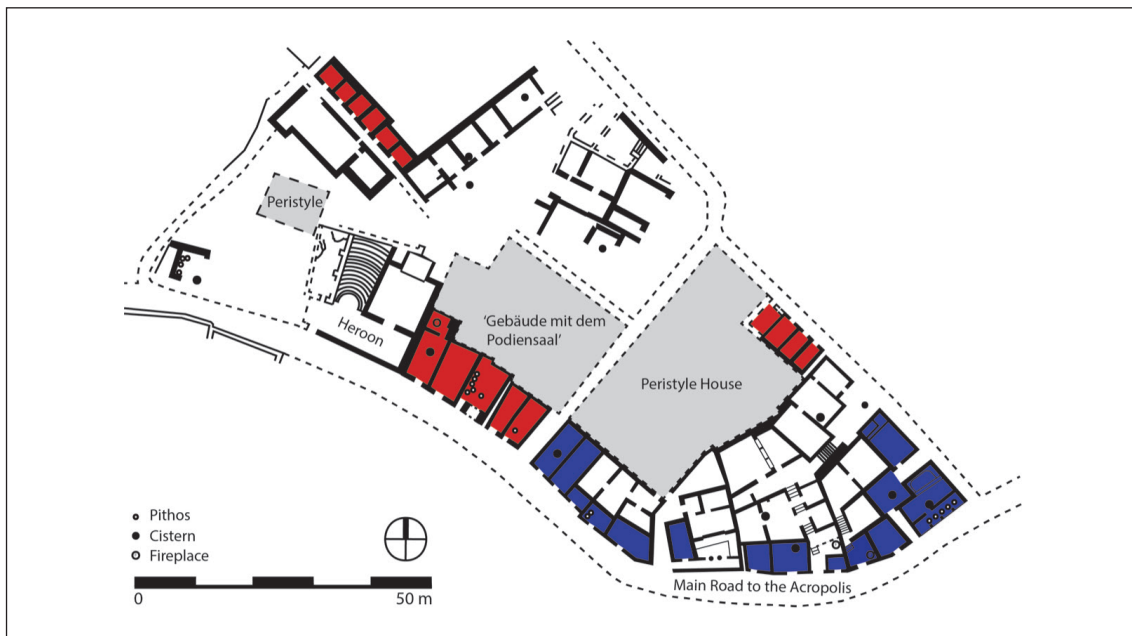 Peristyle
Heroon
'Gebäude mit dem
Podiensaal'
Peristyle House
Pithos
Cistern
Fireplace
0
50 m
Main Road to the Acropolis